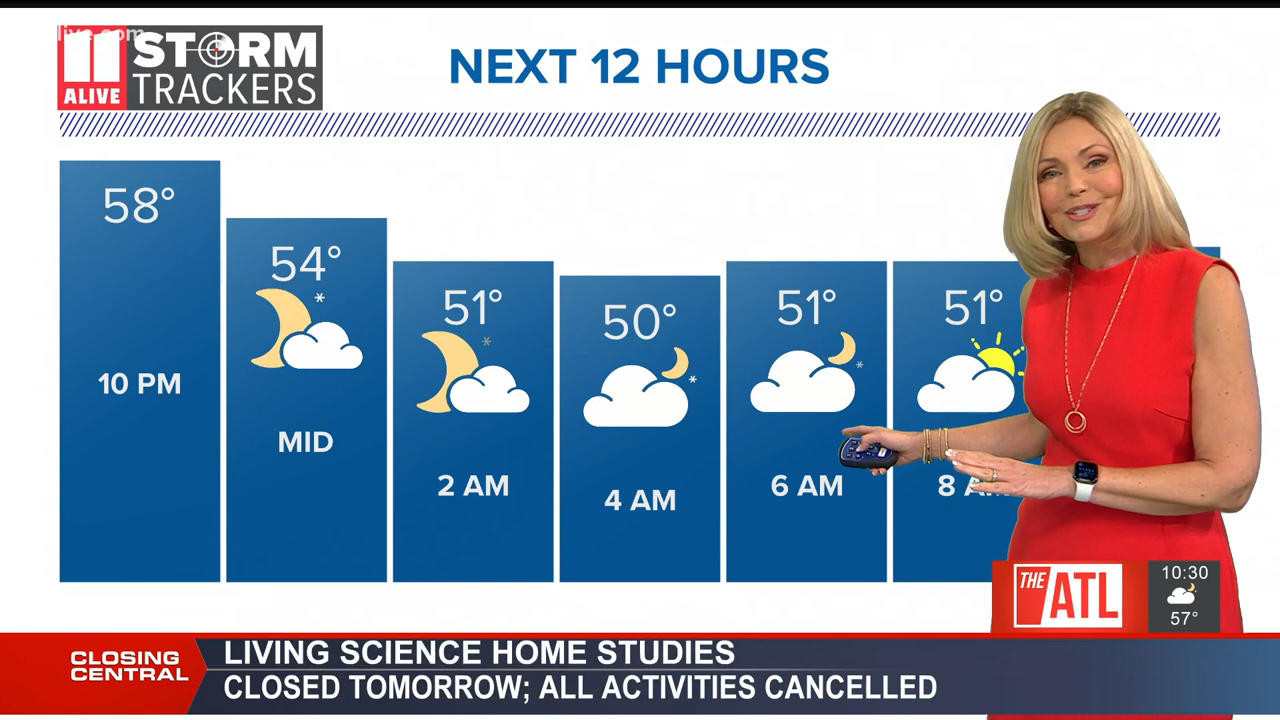 11 ALIVE
STORM
TRACKERS
NEXT 12 HOURS
58°
10 PM
54°
MID
51°
2 AM
50°
4 AM
51°
6 AM
51°
8 AM
THE ATL
10:30
57°
CLOSING
CENTRAL
LIVING SCIENCE HOME STUDIES
CLOSED TOMORROW; ALL ACTIVITIES CANCELLED